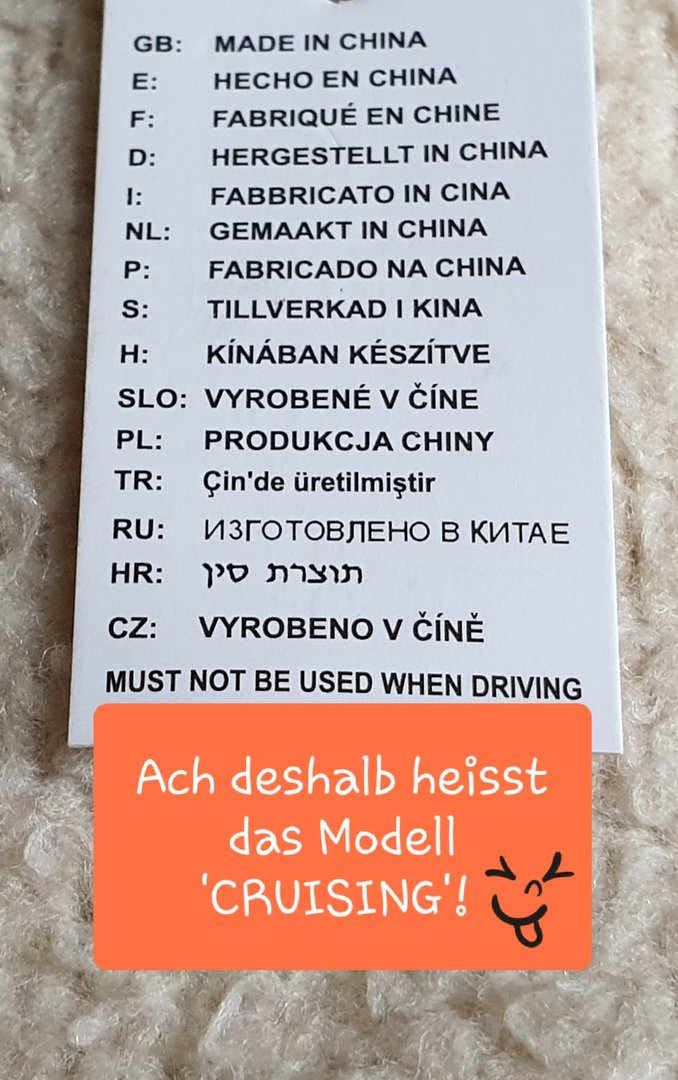 GB: MADE IN CHINA
E: HECHO EN CHINA
F: FABRIQUÉ EN CHINE
D: HERGESTELLT IN CHINA
I: FABBRICATO IN CINA
NL: GEMAAKT IN CHINA
P: FABRICADO NA CHINA
S: TILLVERKAD I KINA
H: KÍNÁBAN KÉSZÍTVE
SLO: VYROBENÉ V ČÍNE
PL: PRODUKCJA CHINY
TR: Çin'de üretilmiştir
RU: ИЗГОТОВЛЕНО В КИТАЕ
HR: תוצרת סין
CZ: VYROBENO V ČÍNĚ
MUST NOT BE USED WHEN DRIVING
Ach deshalb heisst
das Modell
'CRUISING'!